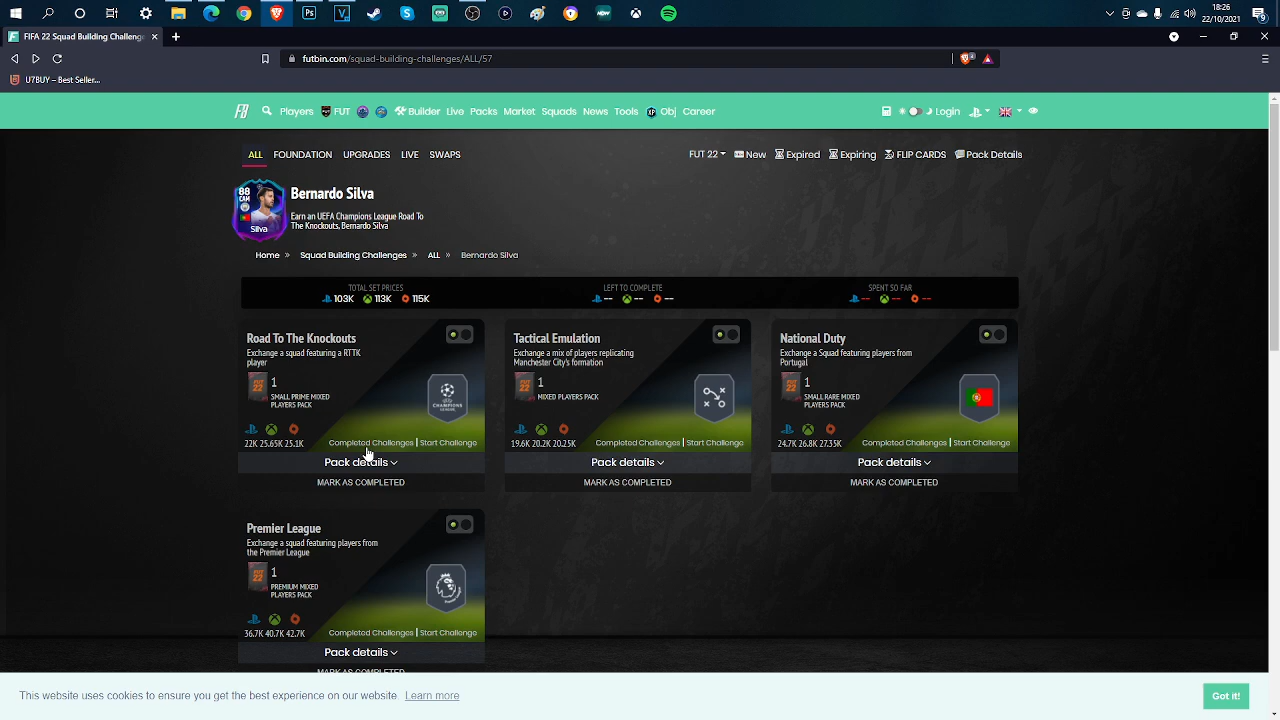 18:26
22/10/2021
FIFA 22 Squad Building Challenge
futbin.com/squad-building-challenges/ALL/57
U7BUY – Best Seller...
Players FUT Builder Live Packs Market Squads News Tools Obj Career Login
ALL FOUNDATION UPGRADES LIVE SWAPS FUT 22 New Expired Expiring FLIP CARDS Pack Details
88
CAM
Silva
Bernardo Silva
Earn an UEFA Champions League Road To
The Knockouts, Bernardo Silva
Home » Squad Building Challenges » ALL » Bernardo Silva
TOTAL SET PRICES
103K 113K 115K
LEFT TO COMPLETE
-- -- --
SPENT SO FAR
-- -- --
Road To The Knockouts
Exchange a squad featuring a RTTK
player
1
SMALL PRIME MIXED
PLAYERS PACK
22K 25.65K 25.1K
Completed Challenges | Start Challenge
Pack details
MARK AS COMPLETED
Tactical Emulation
Exchange a mix of players replicating
Manchester City's formation
1
MIXED PLAYERS PACK
19.6K 20.2K 20.5K
Completed Challenges | Start Challenge
Pack details
MARK AS COMPLETED
National Duty
Exchange a Squad featuring players from
Portugal
1
SMALL RARE MIXED
PLAYERS PACK
24.7K 26.8K 27.35K
Completed Challenges | Start Challenge
Pack details
MARK AS COMPLETED
Premier League
Exchange a squad featuring players from
the Premier League
1
PREMIUM MIXED
PLAYERS PACK
36.7K 40.7K 42.7K
Completed Challenges | Start Challenge
Pack details
MARK AS COMPLETED
This website uses cookies to ensure you get the best experience on our website. Learn more
Got it!